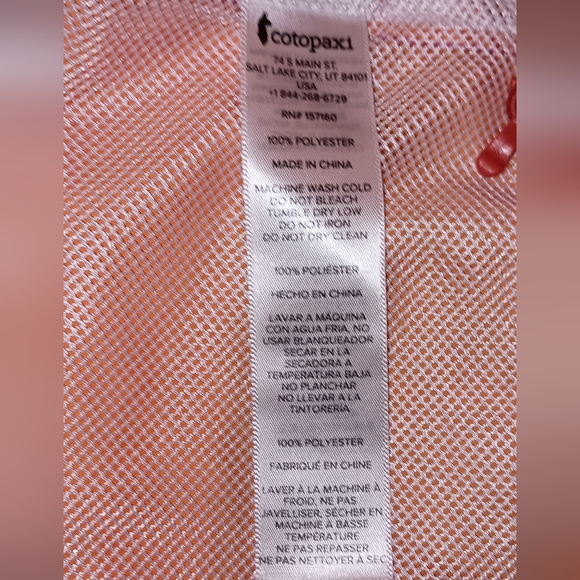 cotopaxi
74 S MAIN ST.
SALT LAKE CITY, UT 84101
USA
+1 844-268-6729
RN# 157160
100% POLYESTER
MADE IN CHINA
MACHINE WASH COLD
DO NOT BLEACH
TUMBLE DRY LOW
DO NOT IRON
DO NOT DRY CLEAN
100% POLIÉSTER
HECHO EN CHINA
LAVAR A MÁQUINA
CON AGUA FRIA, NO
USAR BLANQUEADOR
SECAR EN LA
SECADORA A
TEMPERATURA BAJA
NO PLANCHAR
NO LLEVAR A LA
TINTORERÍA
100% POLYESTER
FABRIQUÉ EN CHINE
LAVER À LA MACHINE À
FROID, NE PAS
JAVELLISER, SÉCHER EN
MACHINE À BASSE
TEMPÉRATURE
NE PAS REPASSER
NE PAS NETTOYER À SEC